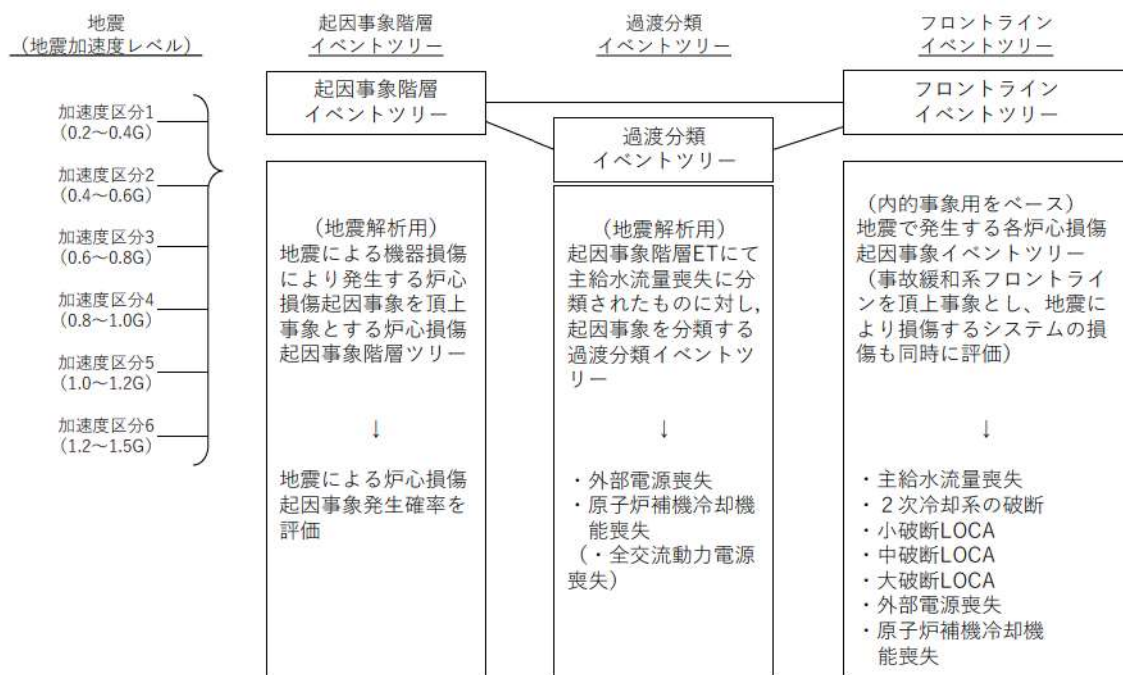 地震
(地震加速度レベル)
加速度区分1
(0.2～0.4G)
加速度区分2
(0.4～0.6G)
加速度区分3
(0.6～0.8G)
加速度区分4
(0.8～1.0G)
加速度区分5
(1.0～1.2G)
加速度区分6
(1.2～1.5G)
起因事象階層
イベントツリー
起因事象階層
イベントツリー
(地震解析用)
地震による機器損傷
により発生する炉心
損傷起因事象を頂上
事象とする炉心損傷
起因事象階層ツリー
↓
地震による炉心損傷
起因事象発生確率を
評価
過渡分類
イベントツリー
過渡分類
イベントツリー
(地震解析用)
起因事象階層ETにて
主給水流量喪失に分
類されたものに対し,
起因事象を分類する
過渡分類イベントツ
リー
↓
・外部電源喪失
・原子炉補機冷却機
能喪失
(・全交流動力電源
喪失)
フロントライン
イベントツリー
フロントライン
イベントツリー
(内的事象用をベース)
地震で発生する各炉心損傷
起因事象イベントツリー
(事故緩和系フロントライ
ンを頂上事象とし、地震に
より損傷するシステムの損
傷も同時に評価)
↓
・主給水流量喪失
・２次冷却系の破断
・小破断LOCA
・中破断LOCA
・大破断LOCA
・外部電源喪失
・原子炉補機冷却機
能喪失